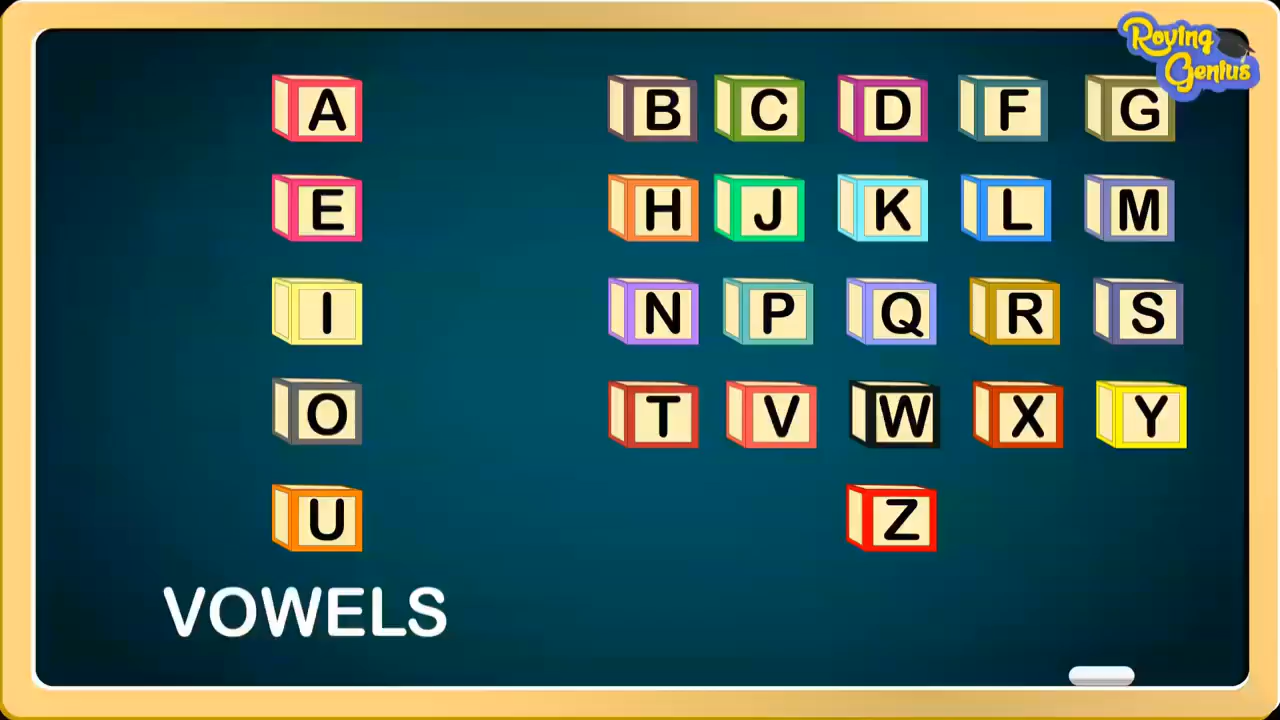 Roving
Genius
A B C D F G
E H J K L M
I N P Q R S
O T V W X Y
U Z
VOWELS